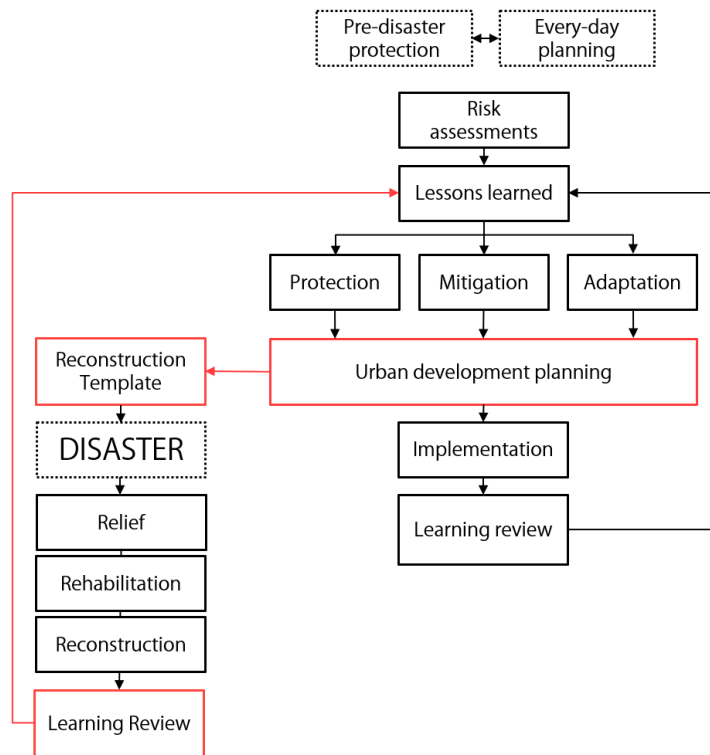 Pre-disaster
protection
Every-day
planning
Risk
assessments
Lessons learned
Protection
Mitigation
Adaptation
Reconstruction
Template
Urban development planning
DISASTER
Implementation
Relief
Learning review
Rehabilitation
Reconstruction
Learning Review